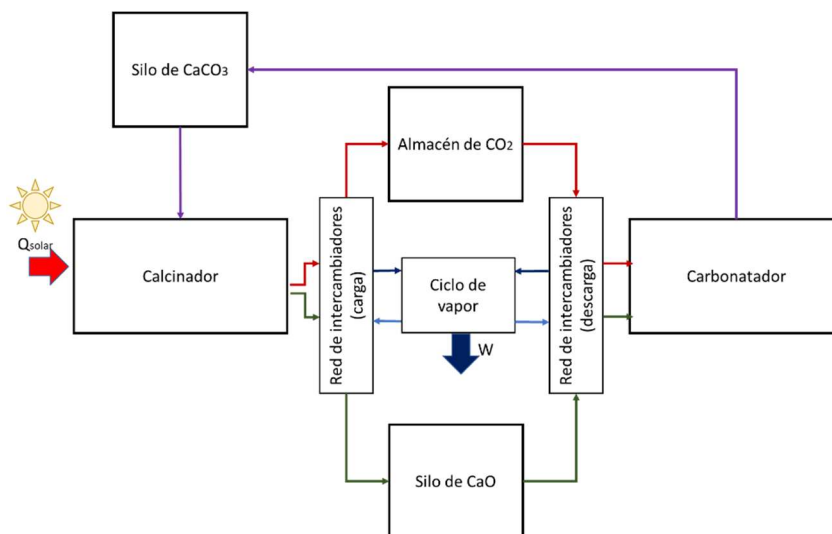 Silo de CaCO₃
Almacén de CO₂
Qsolar
Calcinador
Red de intercambiadores
(carga)
Ciclo de
vapor
W
Red de intercambiadores
(descarga)
Carbonatador
Silo de CaO